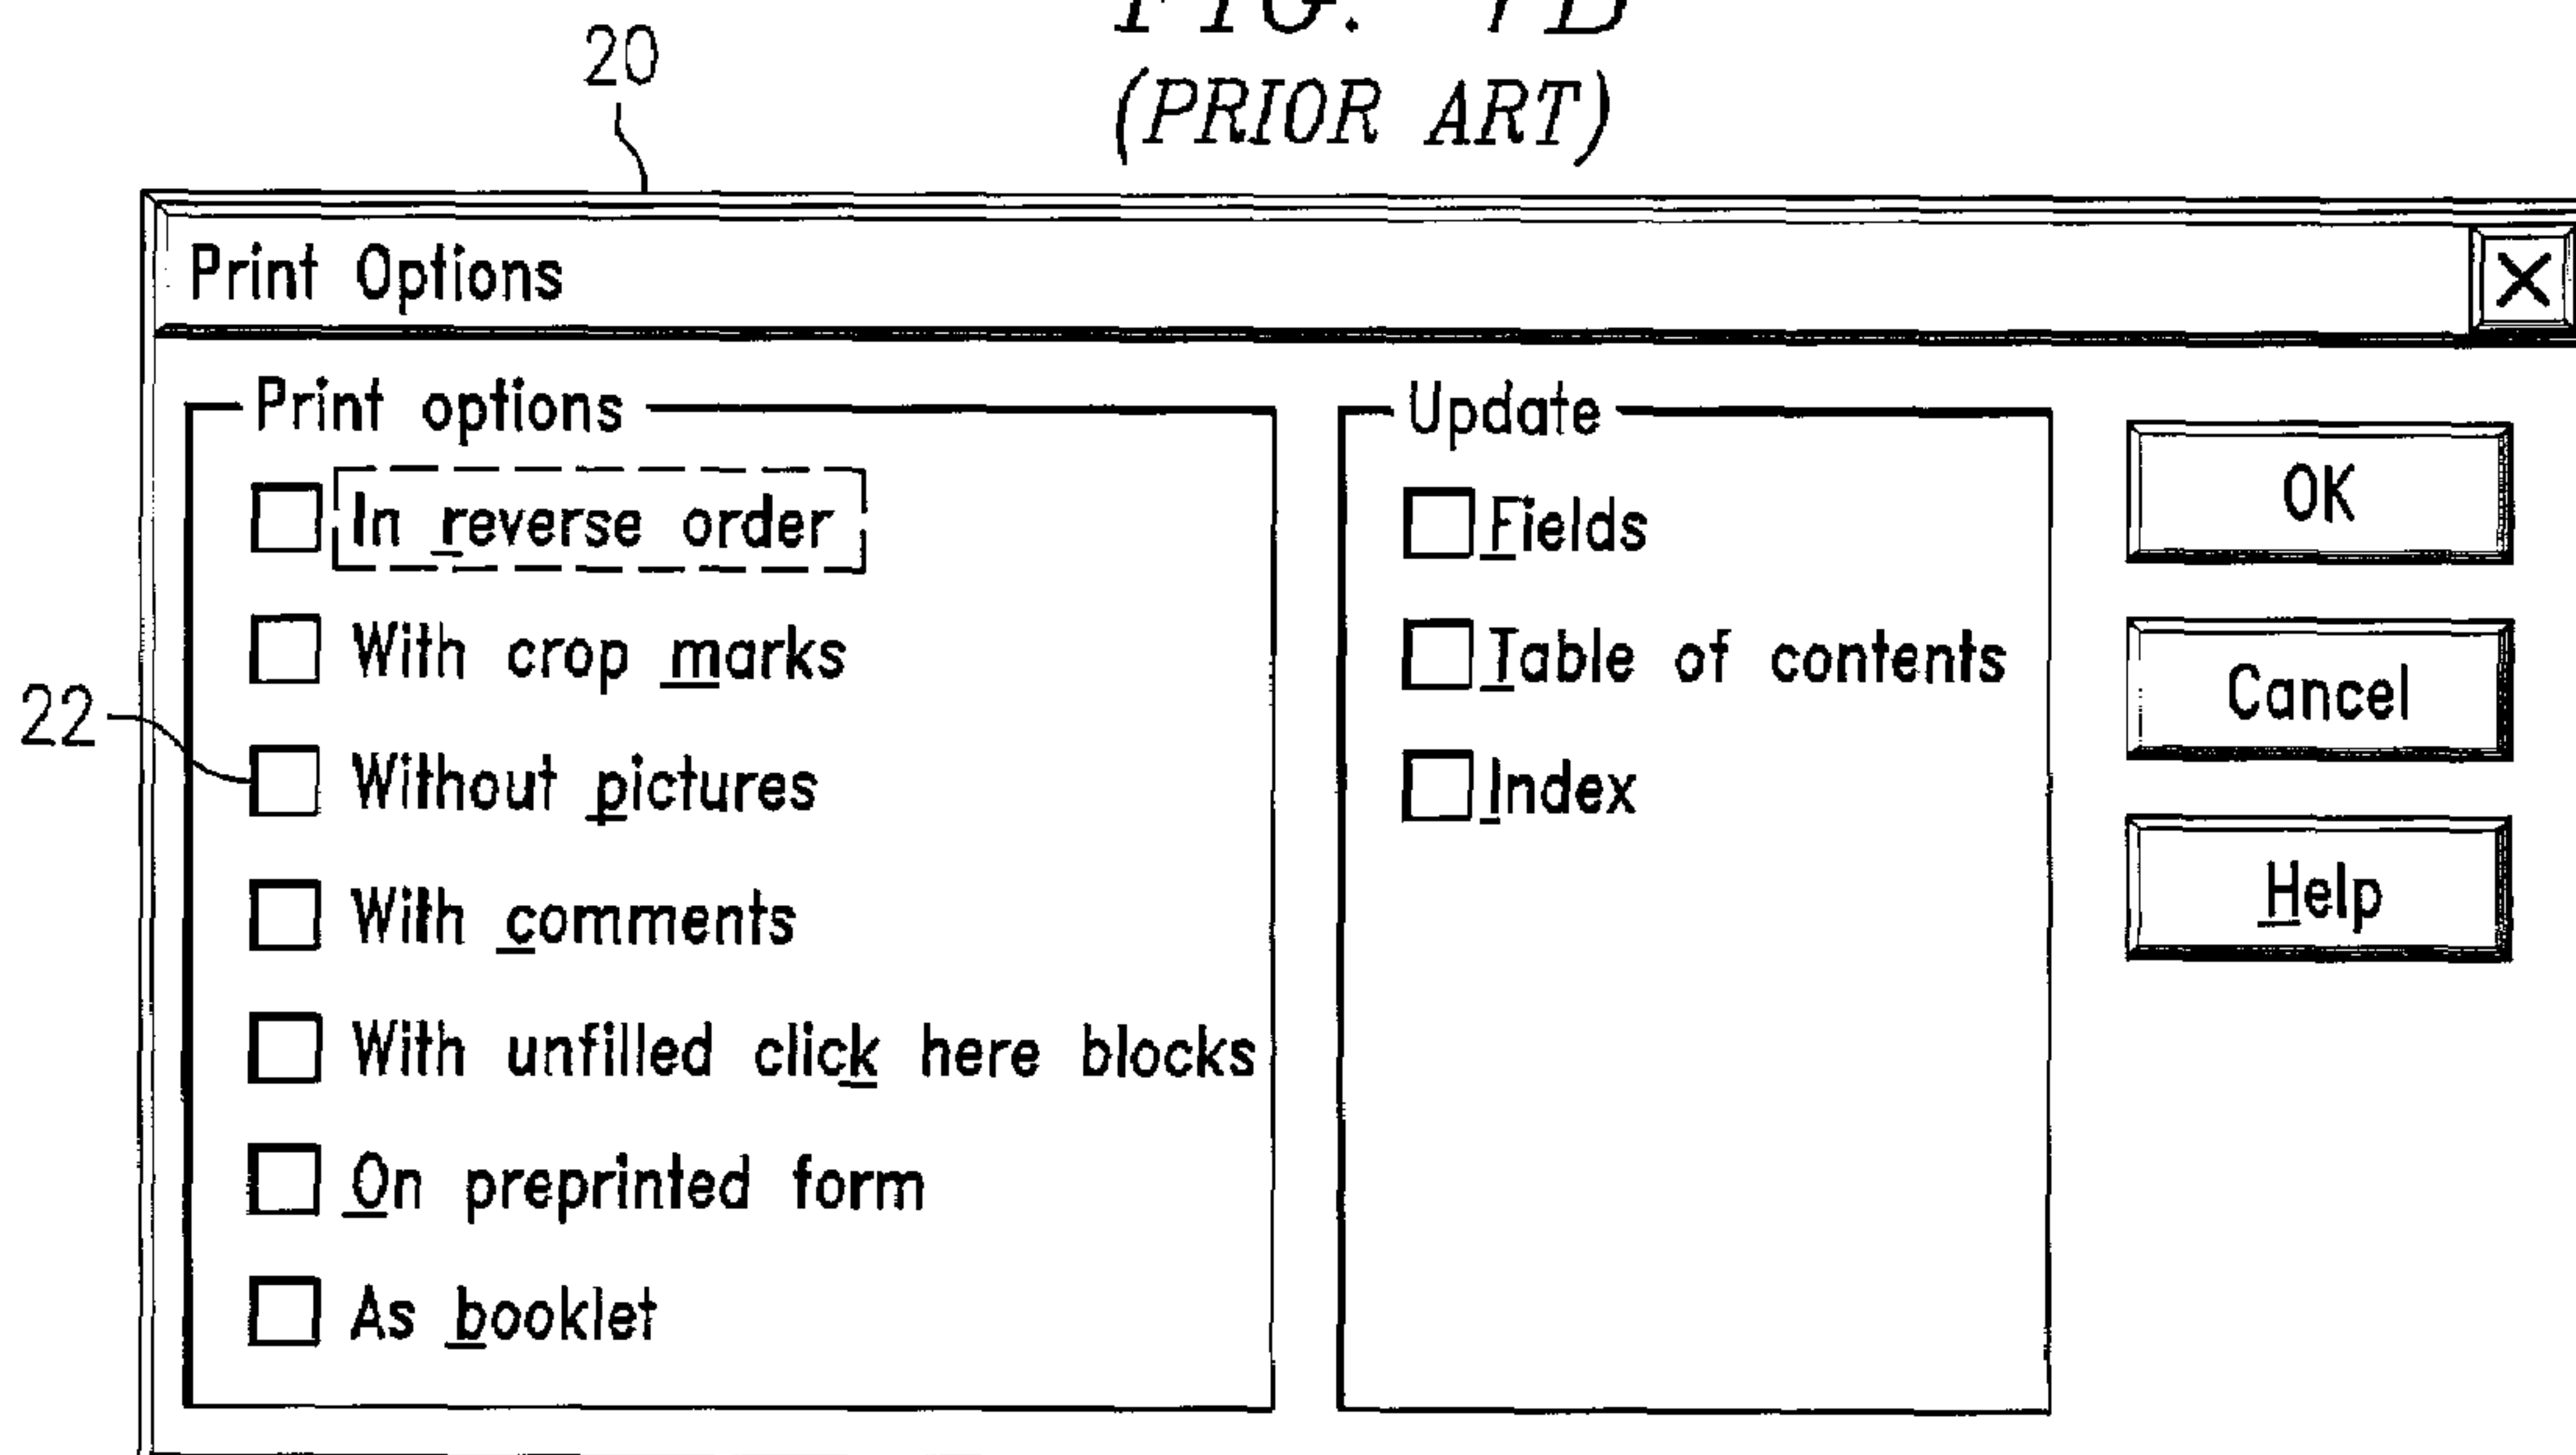 20
(PRIOR ART)
Print Options
X
Print options
In reverse order
With crop marks
22
Without pictures
With comments
With unfilled click here blocks
On preprinted form
As booklet
Update
Fields
Table of contents
Index
OK
Cancel
Help